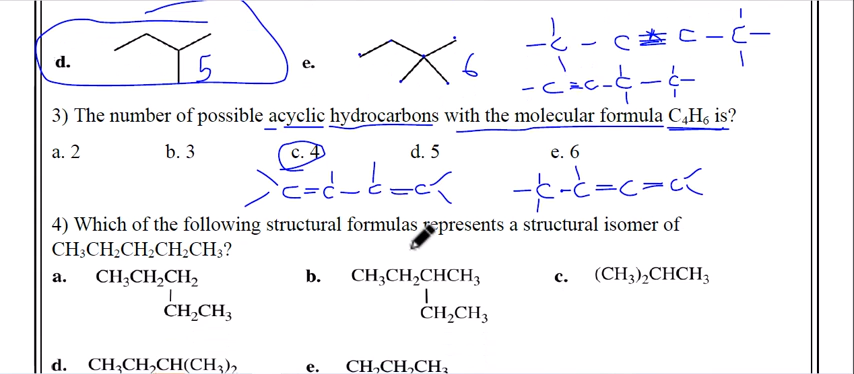 d. 5 e. 6
–C – C ≡ C – C–
– C ≡ C – C – C –
3) The number of possible acyclic hydrocarbons with the molecular formula C₄H₆ is?
a. 2 b. 3 c. 4 d. 5 e. 6
C = C – C = C –C – C = C = C
4) Which of the following structural formulas represents a structural isomer of
CH₃CH₂CH₂CH₂CH₃?
a. CH₃CH₂CH₂ b. CH₃CH₂CHCH₃ c. (CH₃)₂CHCH₃
CH₂CH₃ CH₂CH₃
d. CH₃CH₂CH(CH₃)₂ e. CH₃CH₂CH₃